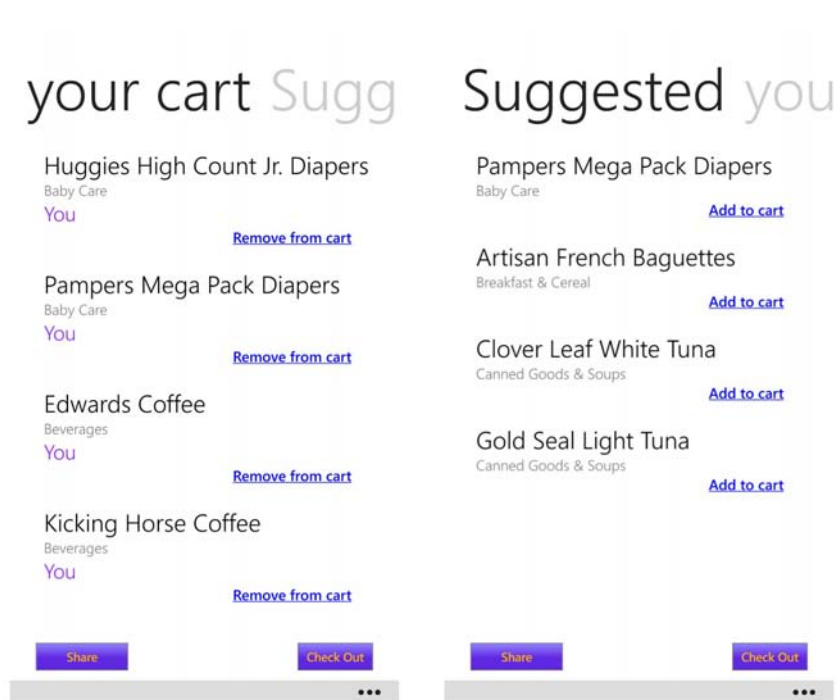 your cart Sugg
Huggies High Count Jr. Diapers
Baby Care
You
Remove from cart
Pampers Mega Pack Diapers
Baby Care
You
Remove from cart
Edwards Coffee
Beverages
You
Remove from cart
Kicking Horse Coffee
Beverages
You
Remove from cart
Share
Check Out
Suggested you
Pampers Mega Pack Diapers
Baby Care
Add to cart
Artisan French Baguettes
Breakfast & Cereal
Add to cart
Clover Leaf White Tuna
Canned Goods & Soups
Add to cart
Gold Seal Light Tuna
Canned Goods & Soups
Add to cart
Share
Check Out